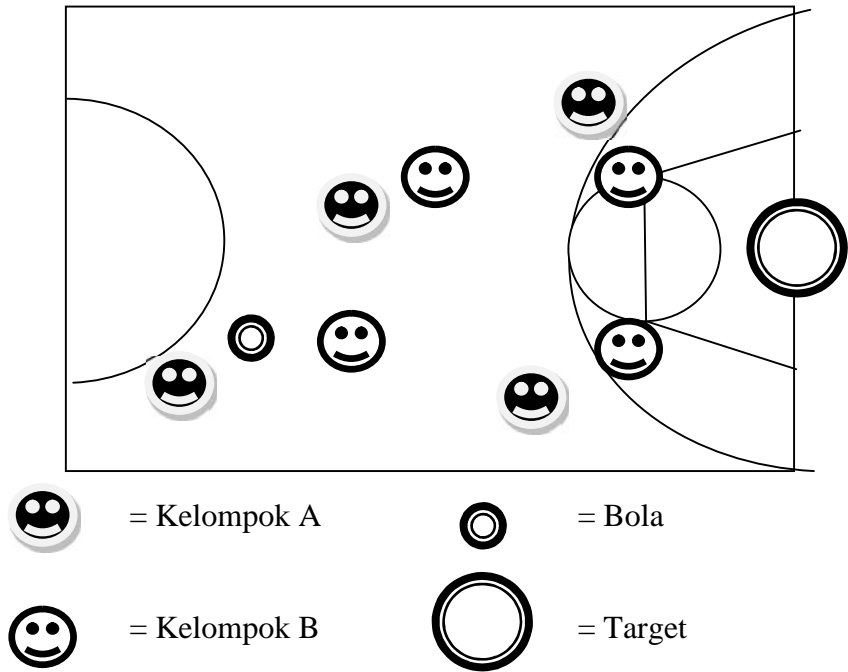 = Kelompok A
= Bola
= Kelompok B
= Target